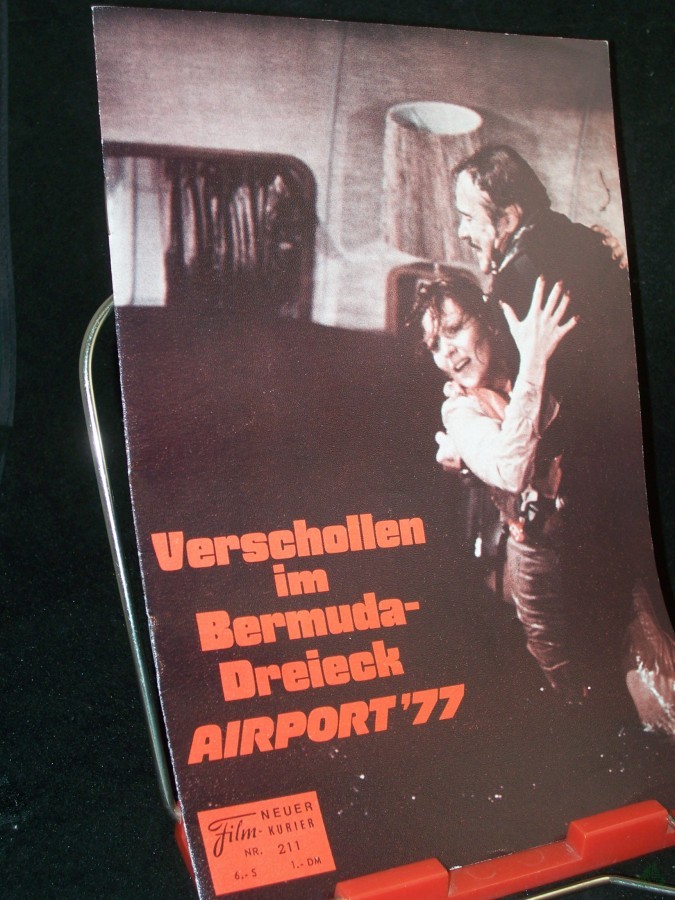 Verschollen
im
Bermuda-
Dreieck
AIRPORT '77
NEUER
Film-KURIER
NR. 211
6.- S 1.- DM